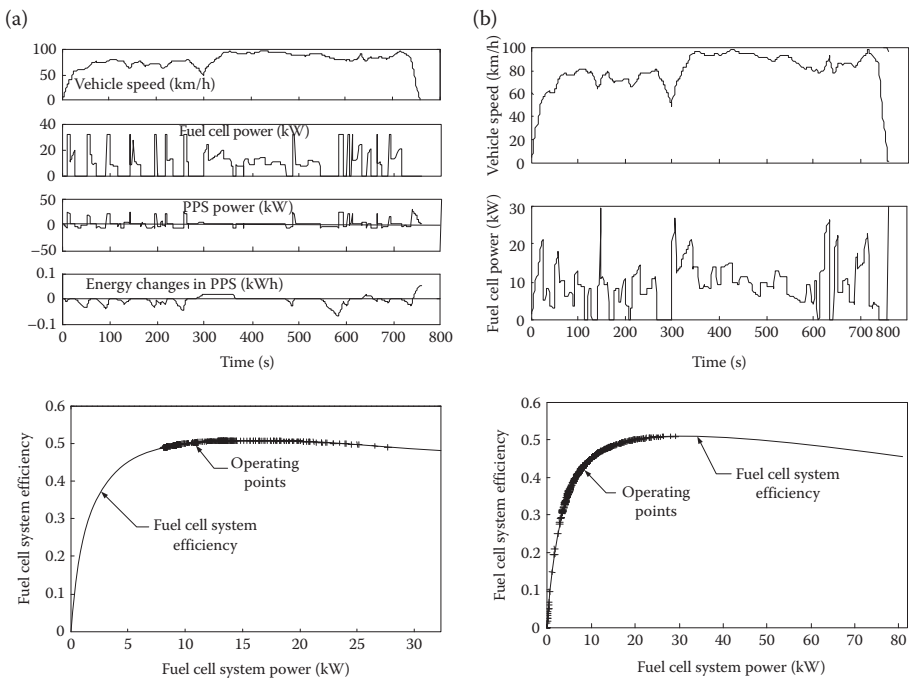 (a)
100
50
0
Vehicle speed (km/h)
40
20
0
Fuel cell power (kW)
50
0
−50
PPS power (kW)
0.1
0
−0.1
Energy changes in PPS (kWh)
0 100 200 300 400 500 600 700 800
Time (s)
0.6
0.5
0.4
0.3
0.2
0.1
0
Fuel cell system efficiency
Operating
points
Fuel cell system
efficiency
0 5 10 15 20 25 30
Fuel cell system power (kW)
(b)
100
80
60
40
20
0
Vehicle speed (km/h)
30
20
10
0
Fuel cell power (kW)
0 100 200 300 400 500 600 700 800
Time (s)
0.6
0.5
0.4
0.3
0.2
0.1
0
Fuel cell system efficiency
Fuel cell system
efficiency
Operating
points
0 10 20 30 40 50 60 70 80
Fuel cell system power (kW)